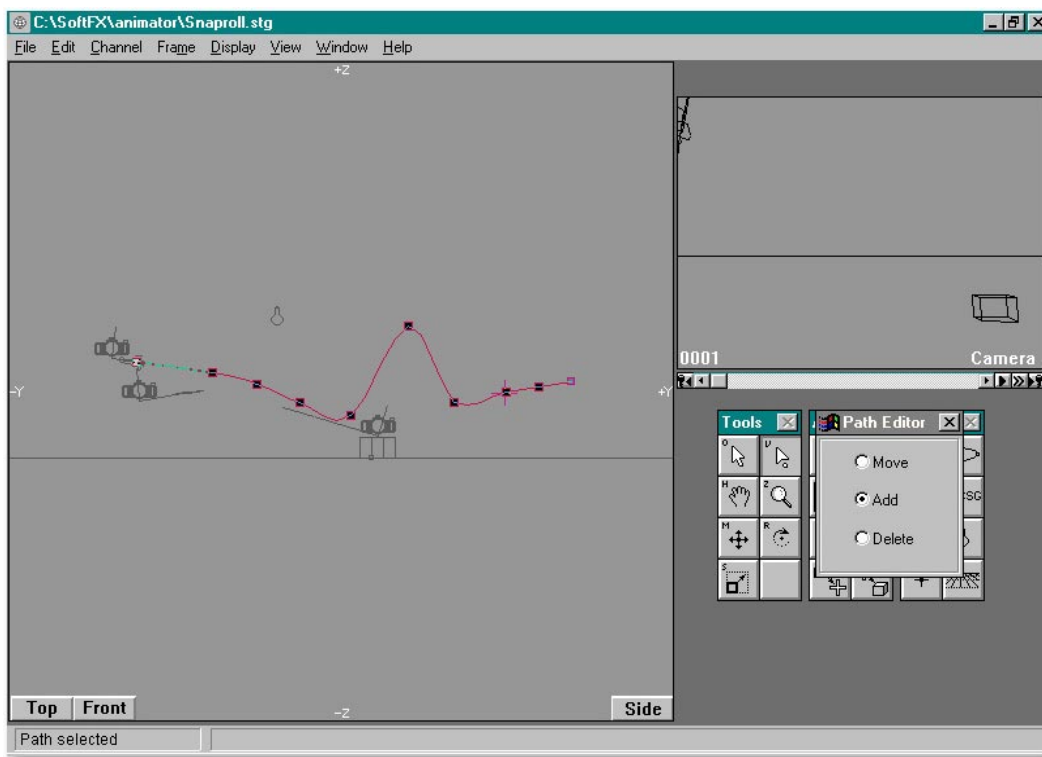 C:\SoftFX\animator\Snaproll.stg
File Edit Channel Frame Display View Window Help
+Z
-Y
+Y
-Z
Top Front Side
0001 Camera
Tools
O V
H Z
M R
S
Path Editor
Move
Add
Delete
SG
Path selected